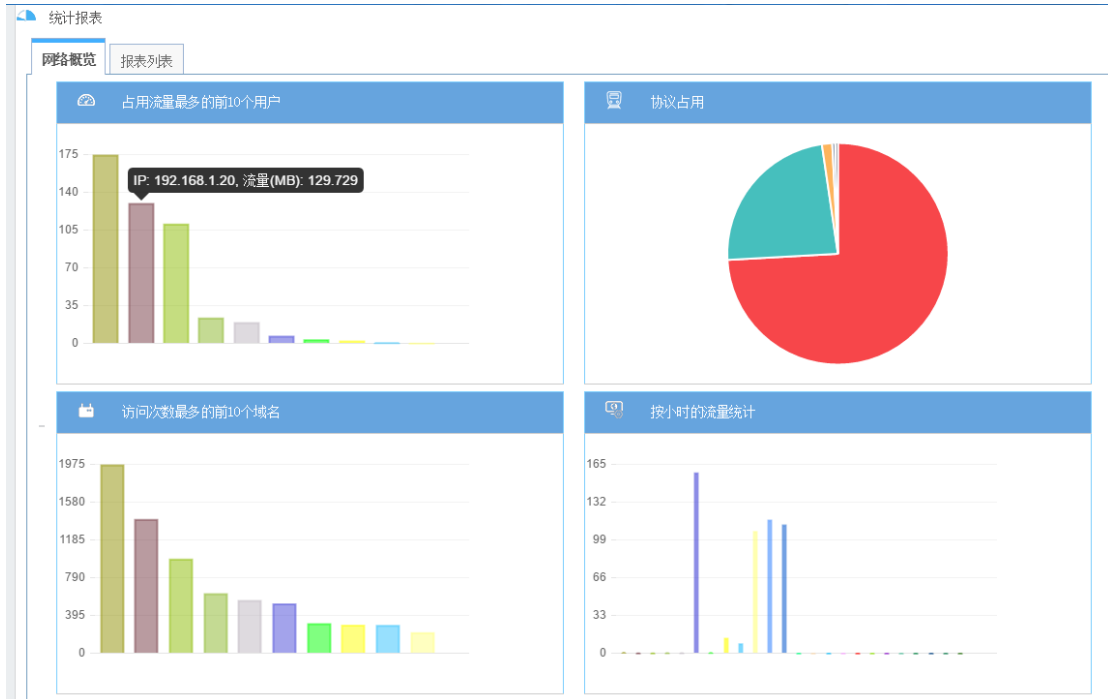 统计报表
网络概览
报表列表
占用流量最多的前10个用户
175
140
105
70
35
0
IP: 192.168.1.20, 流量(MB): 129.729
协议占用
访问次数最多的前10个域名
1975
1580
1185
790
395
0
按小时的流量统计
165
132
99
66
33
0